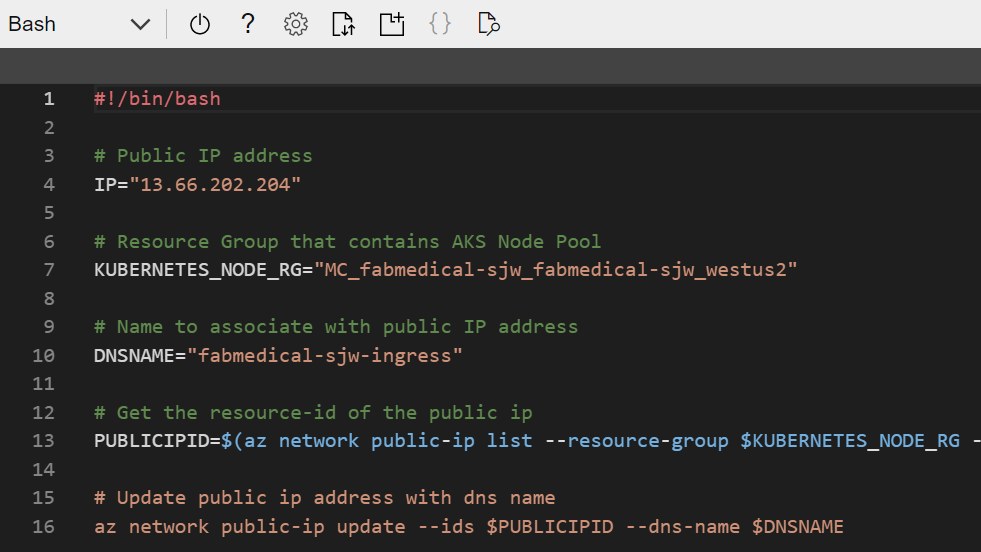 Bash
?
{}
1 #!/bin/bash
2
3 # Public IP address
4 IP="13.66.202.204"
5
6 # Resource Group that contains AKS Node Pool
7 KUBERNETES_NODE_RG="MC_fabmedical-sjw_fabmedical-sjw_westus2"
8
9 # Name to associate with public IP address
10 DNSNAME="fabmedical-sjw-ingress"
11
12 # Get the resource-id of the public ip
13 PUBLICIPID=$(az network public-ip list --resource-group $KUBERNETES_NODE_RG -
14
15 # Update public ip address with dns name
16 az network public-ip update --ids $PUBLICIPID --dns-name $DNSNAME